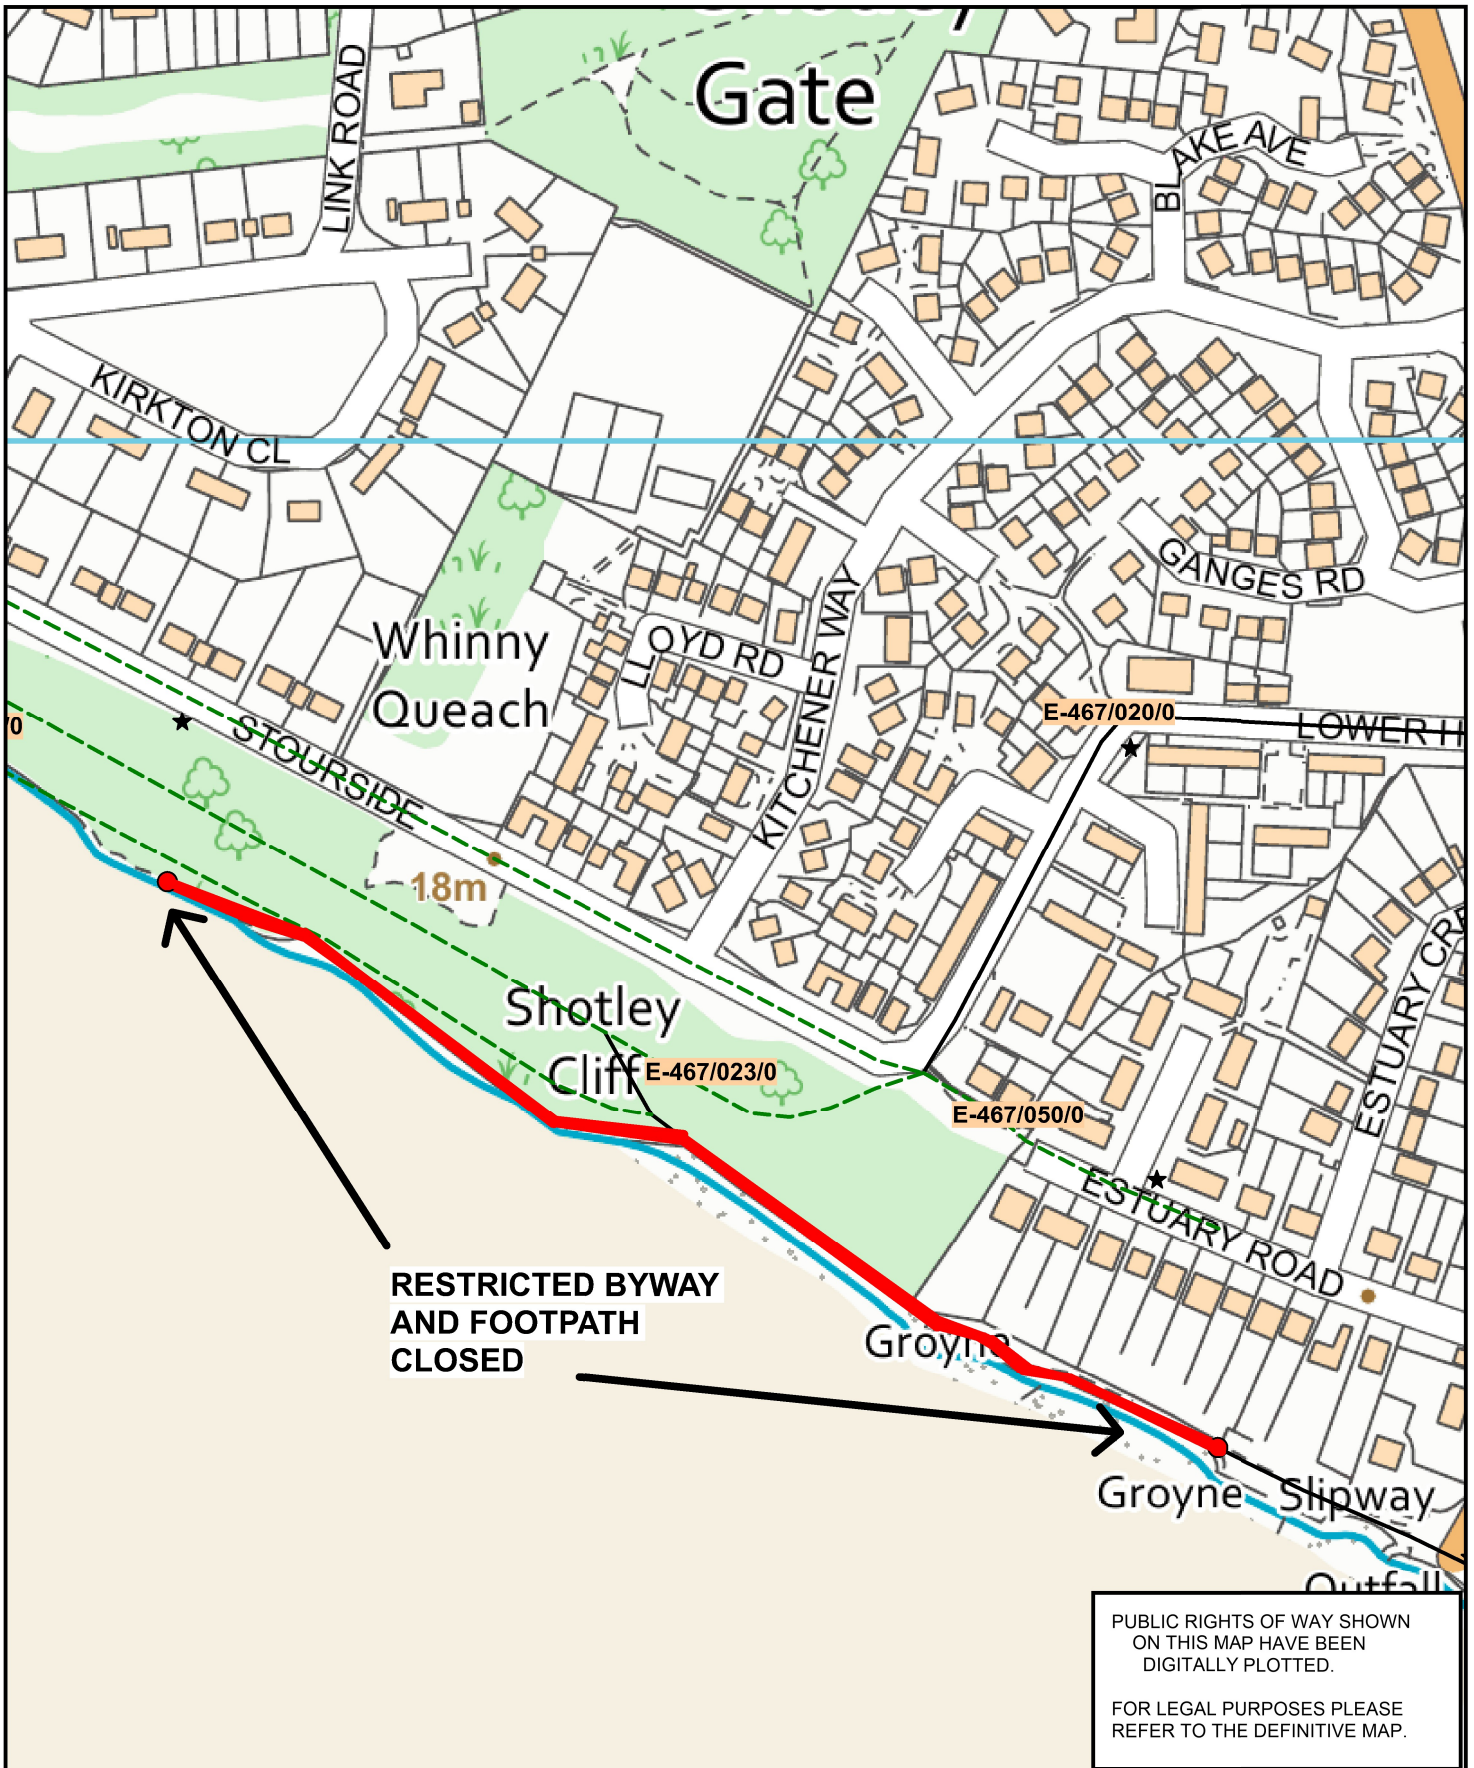 Gate
LINK ROAD
BLAKE AVE
KIRKTON CL
GANGES RD
Whinny
Queach
LLOYD RD
KITCHENER WAY
E-467/020/0
LOWER H
/0
STOURSIDE
18m
ESTUARY CRE
Shotley
Cliff
E-467/023/0
E-467/050/0
ESTUARY ROAD
RESTRICTED BYWAY
AND FOOTPATH
CLOSED
Groyne
Groyne
Slipway
Outfall
PUBLIC RIGHTS OF WAY SHOWN
ON THIS MAP HAVE BEEN
DIGITALLY PLOTTED.
FOR LEGAL PURPOSES PLEASE
REFER TO THE DEFINITIVE MAP.